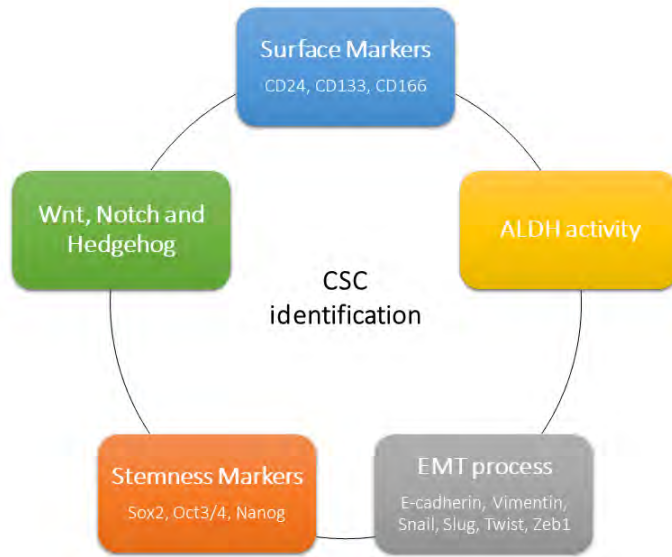 Surface Markers
CD24, CD133, CD166
Wnt, Notch and
Hedgehog
ALDH activity
CSC
identification
Stemness Markers
Sox2, Oct3/4, Nanog
EMT process
E-cadherin, Vimentin,
Snail, Slug, Twist, Zeb1